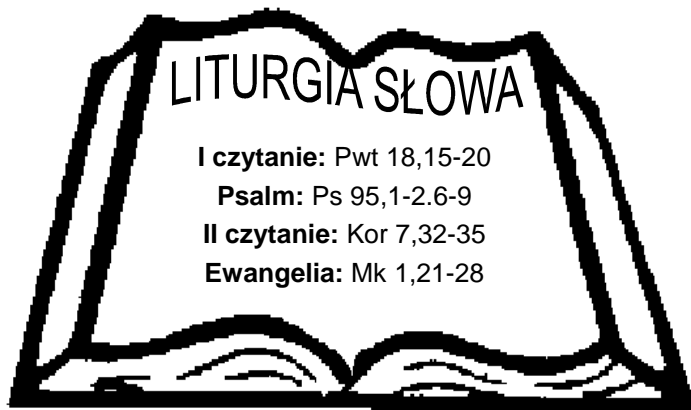 LITURGIA SŁOWA
I czytanie: Pwt 18,15-20
Psalm: Ps 95,1-2.6-9
II czytanie: Kor 7,32-35
Ewangelia: Mk 1,21-28